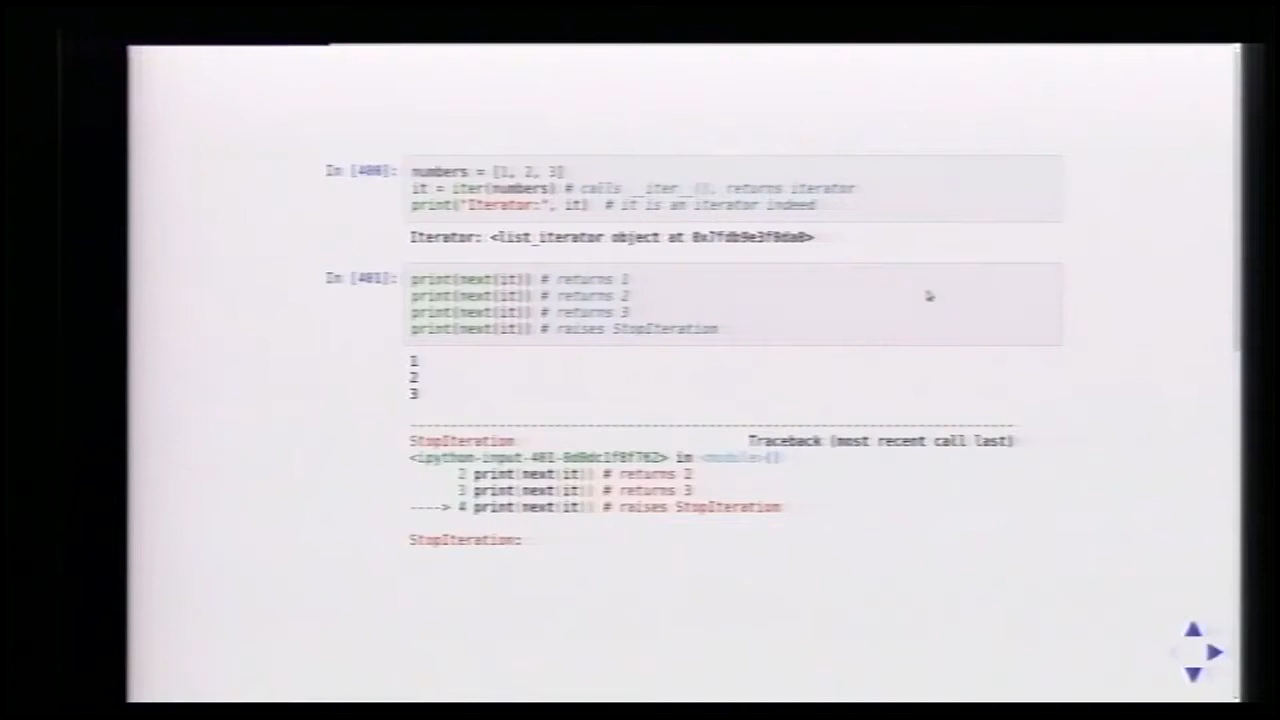 In [400]:
numbers = [1, 2, 3]
it = iter(numbers) # calls __iter__(), returns iterator
print("Iterator:", it)  # it is an iterator indeed
Iterator: <list_iterator object at
In [401]:
print(next(it)) # returns 1
print(next(it)) # returns 2
print(next(it)) # returns 3
print(next(it)) # raises StopIteration
1
2
3
StopIteration Traceback (most recent call last)
in <module>()
2 print(next(it)) # returns 2
3 print(next(it)) # returns 3
----> 4 print(next(it)) # raises StopIteration
StopIteration: